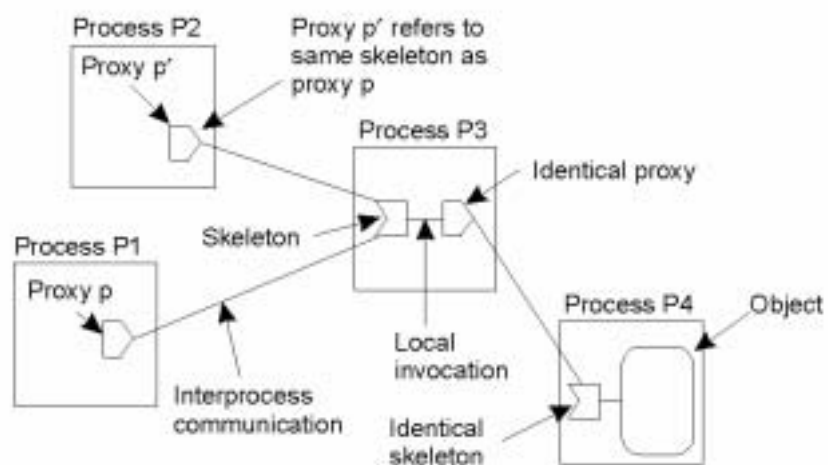 Process P2
Proxy p′
Proxy p′ refers to
same skeleton as
proxy p
Process P3
Identical proxy
Skeleton
Process P1
Proxy p
Interprocess
communication
Local
invocation
Process P4
Object
Identical
skeleton